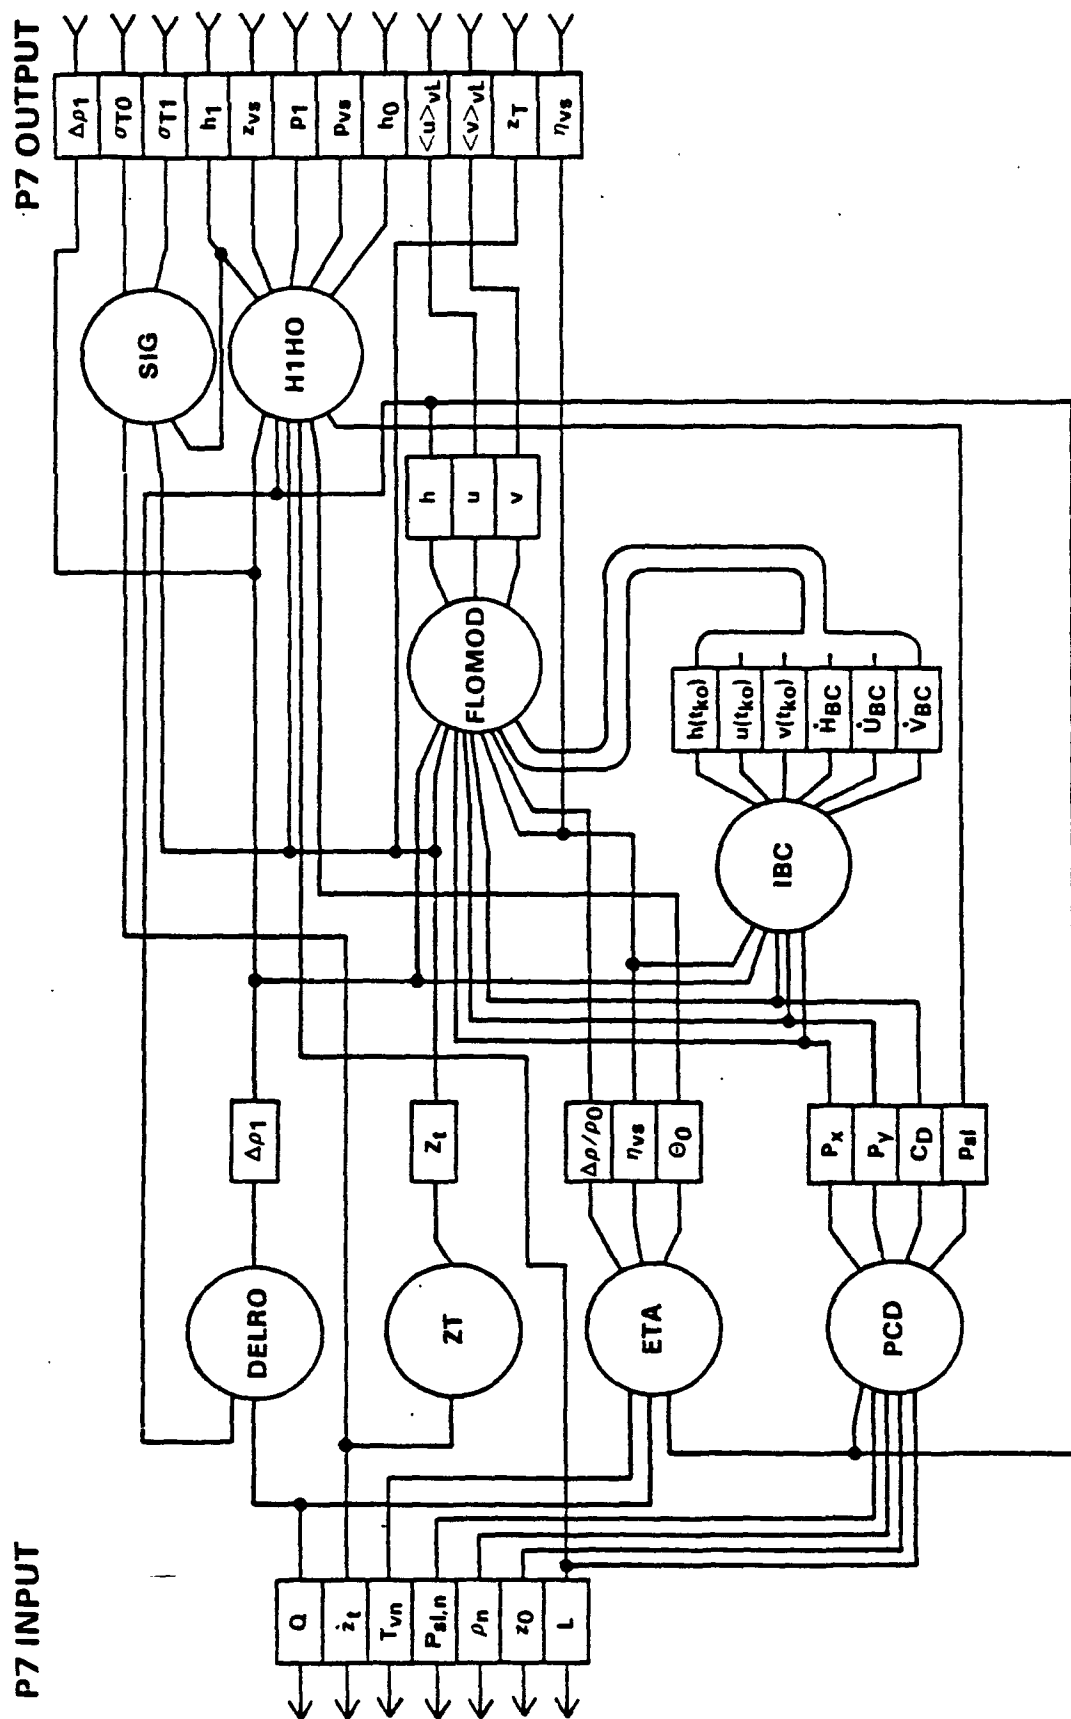 P7 INPUT
Q
żt
Tvn
Psl,n
ρn
z0
L
DELRO
ZT
ETA
PCD
Δρ1
Zt
Δρ/ρ0
ηvs
Θ0
Px
Py
CD
Psl
IBC
h(tko)
u(tko)
v(tko)
ḢBC
U̇BC
V̇BC
FLOMOD
h
u
v
SIG
H1HO
P7 OUTPUT
Δρ1
σT0
σT1
h1
zvs
p1
pvs
h0
<u>vL
<v>vL
zT
ηvs